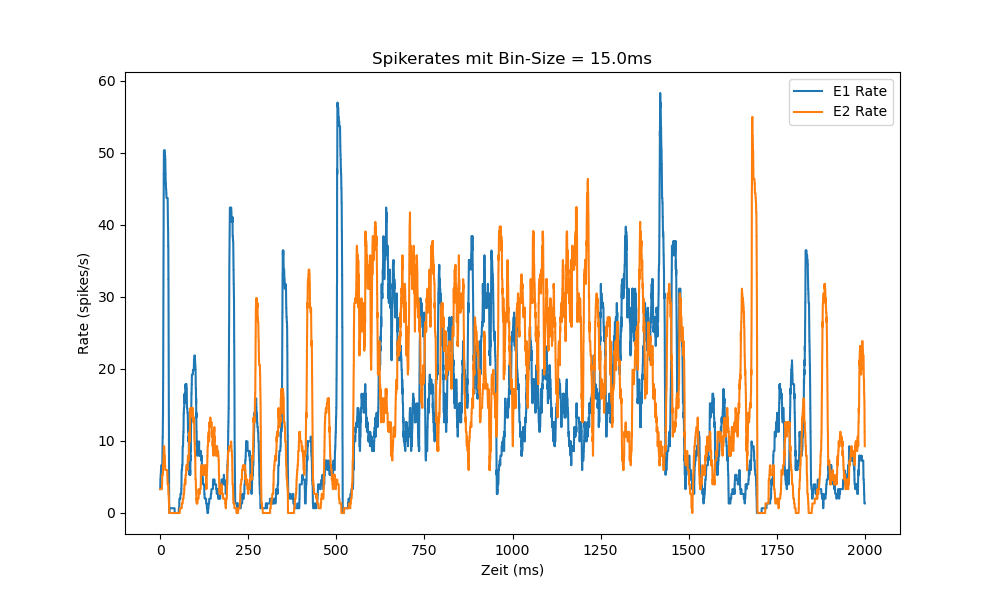 Spikerates mit Bin-Size = 15.0ms
E1 Rate
E2 Rate
60
50
40
30
20
10
0
Rate (spikes/s)
0 250 500 750 1000 1250 1500 1750 2000
Zeit (ms)